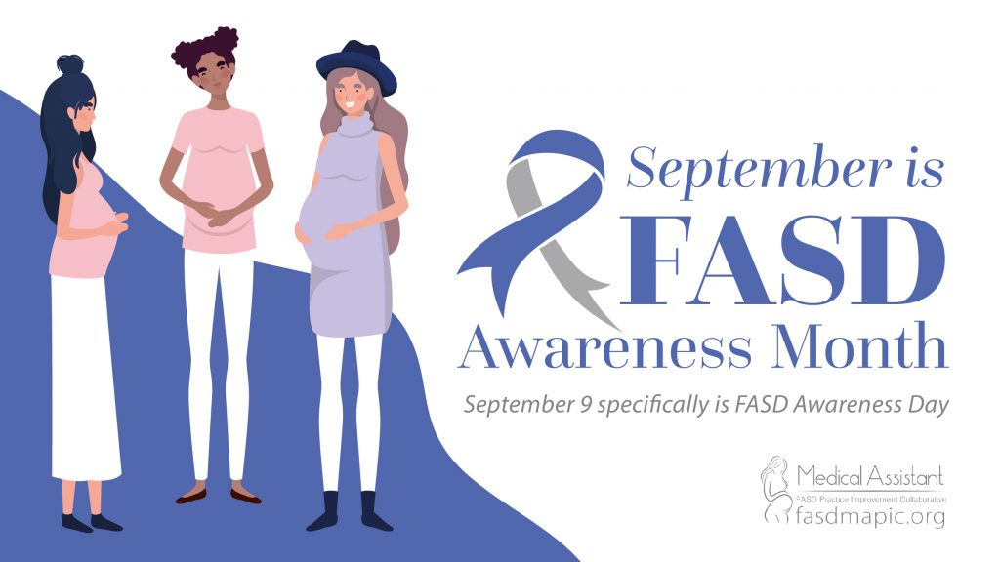 September is
FASD
Awareness Month
September 9 specifically is FASD Awareness Day
Medical Assistant
FASD Practice Improvement Collaborative
fasdmapic.org